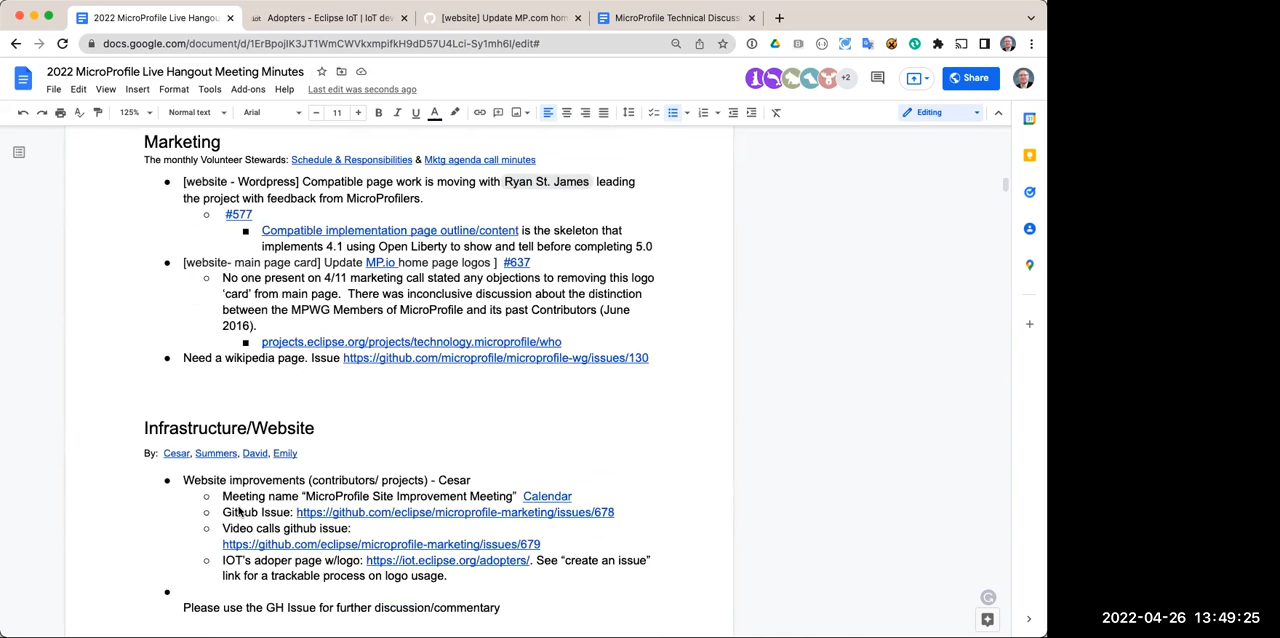 2022 MicroProfile Live Hangou
Adopters - Eclipse IoT | IoT dev
[website] Update MP.com hom
MicroProfile Technical Discuss
docs.google.com/document/d/1ErBpojIK3JT1WmCWVkxmpifkH9dD57U4Lci-Sy1mh6I/edit#
2022 MicroProfile Live Hangout Meeting Minutes
File Edit View Insert Format Tools Add-ons Help Last edit was seconds ago
+2
Share
125% Normal text Arial 11 B I U A Editing
Marketing
The monthly Volunteer Stewards: Schedule & Responsibilities & Mktg agenda call minutes
[website - Wordpress] Compatible page work is moving with Ryan St. James leading
the project with feedback from MicroProfilers.
#577
Compatible implementation page outline/content is the skeleton that
implements 4.1 using Open Liberty to show and tell before completing 5.0
[website- main page card] Update MP.io home page logos ] #637
No one present on 4/11 marketing call stated any objections to removing this logo
‘card’ from main page. There was inconclusive discussion about the distinction
between the MPWG Members of MicroProfile and its past Contributors (June
2016).
projects.eclipse.org/projects/technology.microprofile/who
Need a wikipedia page. Issue https://github.com/microprofile/microprofile-wg/issues/130
Infrastructure/Website
By: Cesar, Summers, David, Emily
Website improvements (contributors/ projects) - Cesar
Meeting name “MicroProfile Site Improvement Meeting” Calendar
Github Issue: https://github.com/eclipse/microprofile-marketing/issues/678
Video calls github issue:
https://github.com/eclipse/microprofile-marketing/issues/679
IOT's adoper page w/logo: https://iot.eclipse.org/adopters/. See “create an issue”
link for a trackable process on logo usage.
Please use the GH Issue for further discussion/commentary
2022-04-26 13:49:25